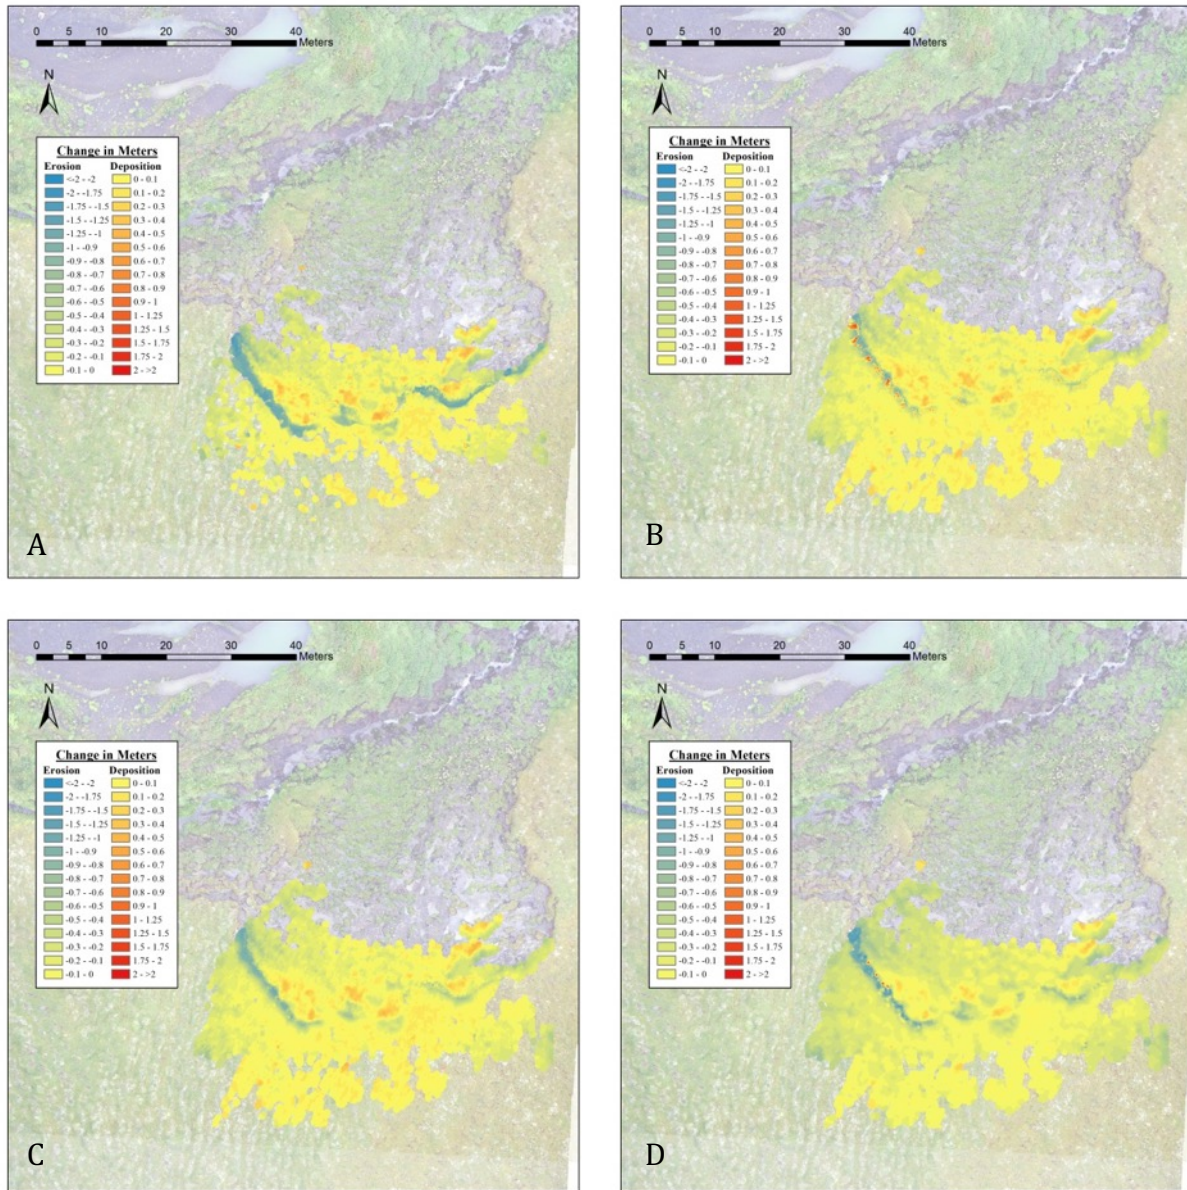 0 10 20 30 40
Meters
N
Change in Meters
Erosion Deposition
<-2 - -2 0 - 0.1
-2 - -1.75 0.1 - 0.2
-1.75 - -1.5 0.2 - 0.3
-1.5 - -1.25 0.3 - 0.4
-1.25 - -1 0.4 - 0.5
-1 - -0.9 0.5 - 0.6
-0.9 - -0.8 0.6 - 0.7
-0.8 - -0.7 0.7 - 0.8
-0.7 - -0.6 0.8 - 0.9
-0.6 - -0.5 0.9 - 1
-0.5 - -0.4 1 - 1.25
-0.4 - -0.3 1.25 - 1.5
-0.3 - -0.2 1.5 - 1.75
-0.2 - -0.1 1.75 - 2
-0.1 - 0 2 - >2
A
0 10 20 30 40
Meters
N
Change in Meters
Erosion Deposition
<-2 - -2 0 - 0.1
-2 - -1.75 0.1 - 0.2
-1.75 - -1.5 0.2 - 0.3
-1.5 - -1.25 0.3 - 0.4
-1.25 - -1 0.4 - 0.5
-1 - -0.9 0.5 - 0.6
-0.9 - -0.8 0.6 - 0.7
-0.8 - -0.7 0.7 - 0.8
-0.7 - -0.6 0.8 - 0.9
-0.6 - -0.5 0.9 - 1
-0.5 - -0.4 1 - 1.25
-0.4 - -0.3 1.25 - 1.5
-0.3 - -0.2 1.5 - 1.75
-0.2 - -0.1 1.75 - 2
-0.1 - 0 2 - >2
B
0 10 20 30 40
Meters
N
Change in Meters
Erosion Deposition
<-2 - -2 0 - 0.1
-2 - -1.75 0.1 - 0.2
-1.75 - -1.5 0.2 - 0.3
-1.5 - -1.25 0.3 - 0.4
-1.25 - -1 0.4 - 0.5
-1 - -0.9 0.5 - 0.6
-0.9 - -0.8 0.6 - 0.7
-0.8 - -0.7 0.7 - 0.8
-0.7 - -0.6 0.8 - 0.9
-0.6 - -0.5 0.9 - 1
-0.5 - -0.4 1 - 1.25
-0.4 - -0.3 1.25 - 1.5
-0.3 - -0.2 1.5 - 1.75
-0.2 - -0.1 1.75 - 2
-0.1 - 0 2 - >2
C
0 10 20 30 40
Meters
N
Change in Meters
Erosion Deposition
<-2 - -2 0 - 0.1
-2 - -1.75 0.1 - 0.2
-1.75 - -1.5 0.2 - 0.3
-1.5 - -1.25 0.3 - 0.4
-1.25 - -1 0.4 - 0.5
-1 - -0.9 0.5 - 0.6
-0.9 - -0.8 0.6 - 0.7
-0.8 - -0.7 0.7 - 0.8
-0.7 - -0.6 0.8 - 0.9
-0.6 - -0.5 0.9 - 1
-0.5 - -0.4 1 - 1.25
-0.4 - -0.3 1.25 - 1.5
-0.3 - -0.2 1.5 - 1.75
-0.2 - -0.1 1.75 - 2
-0.1 - 0 2 - >2
D